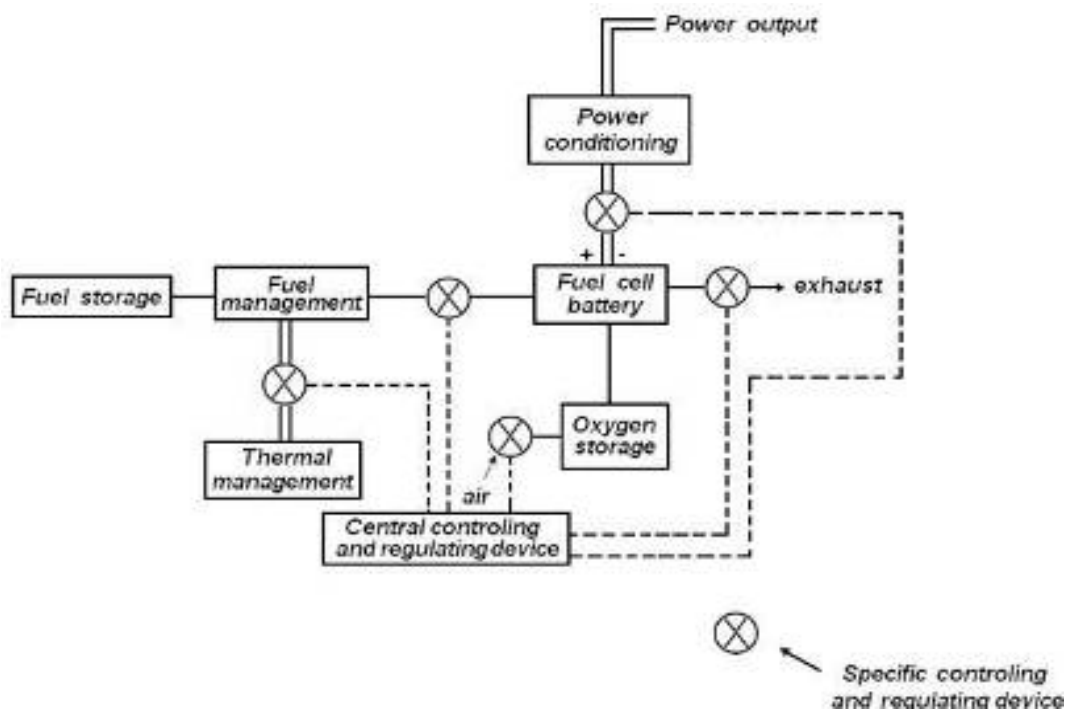 Power output
Power
conditioning
+ -
Fuel storage
Fuel
management
Fuel cell
battery
exhaust
Oxygen
storage
Thermal
management
air
Central controling
and regulating device
Specific controling
and regulating device